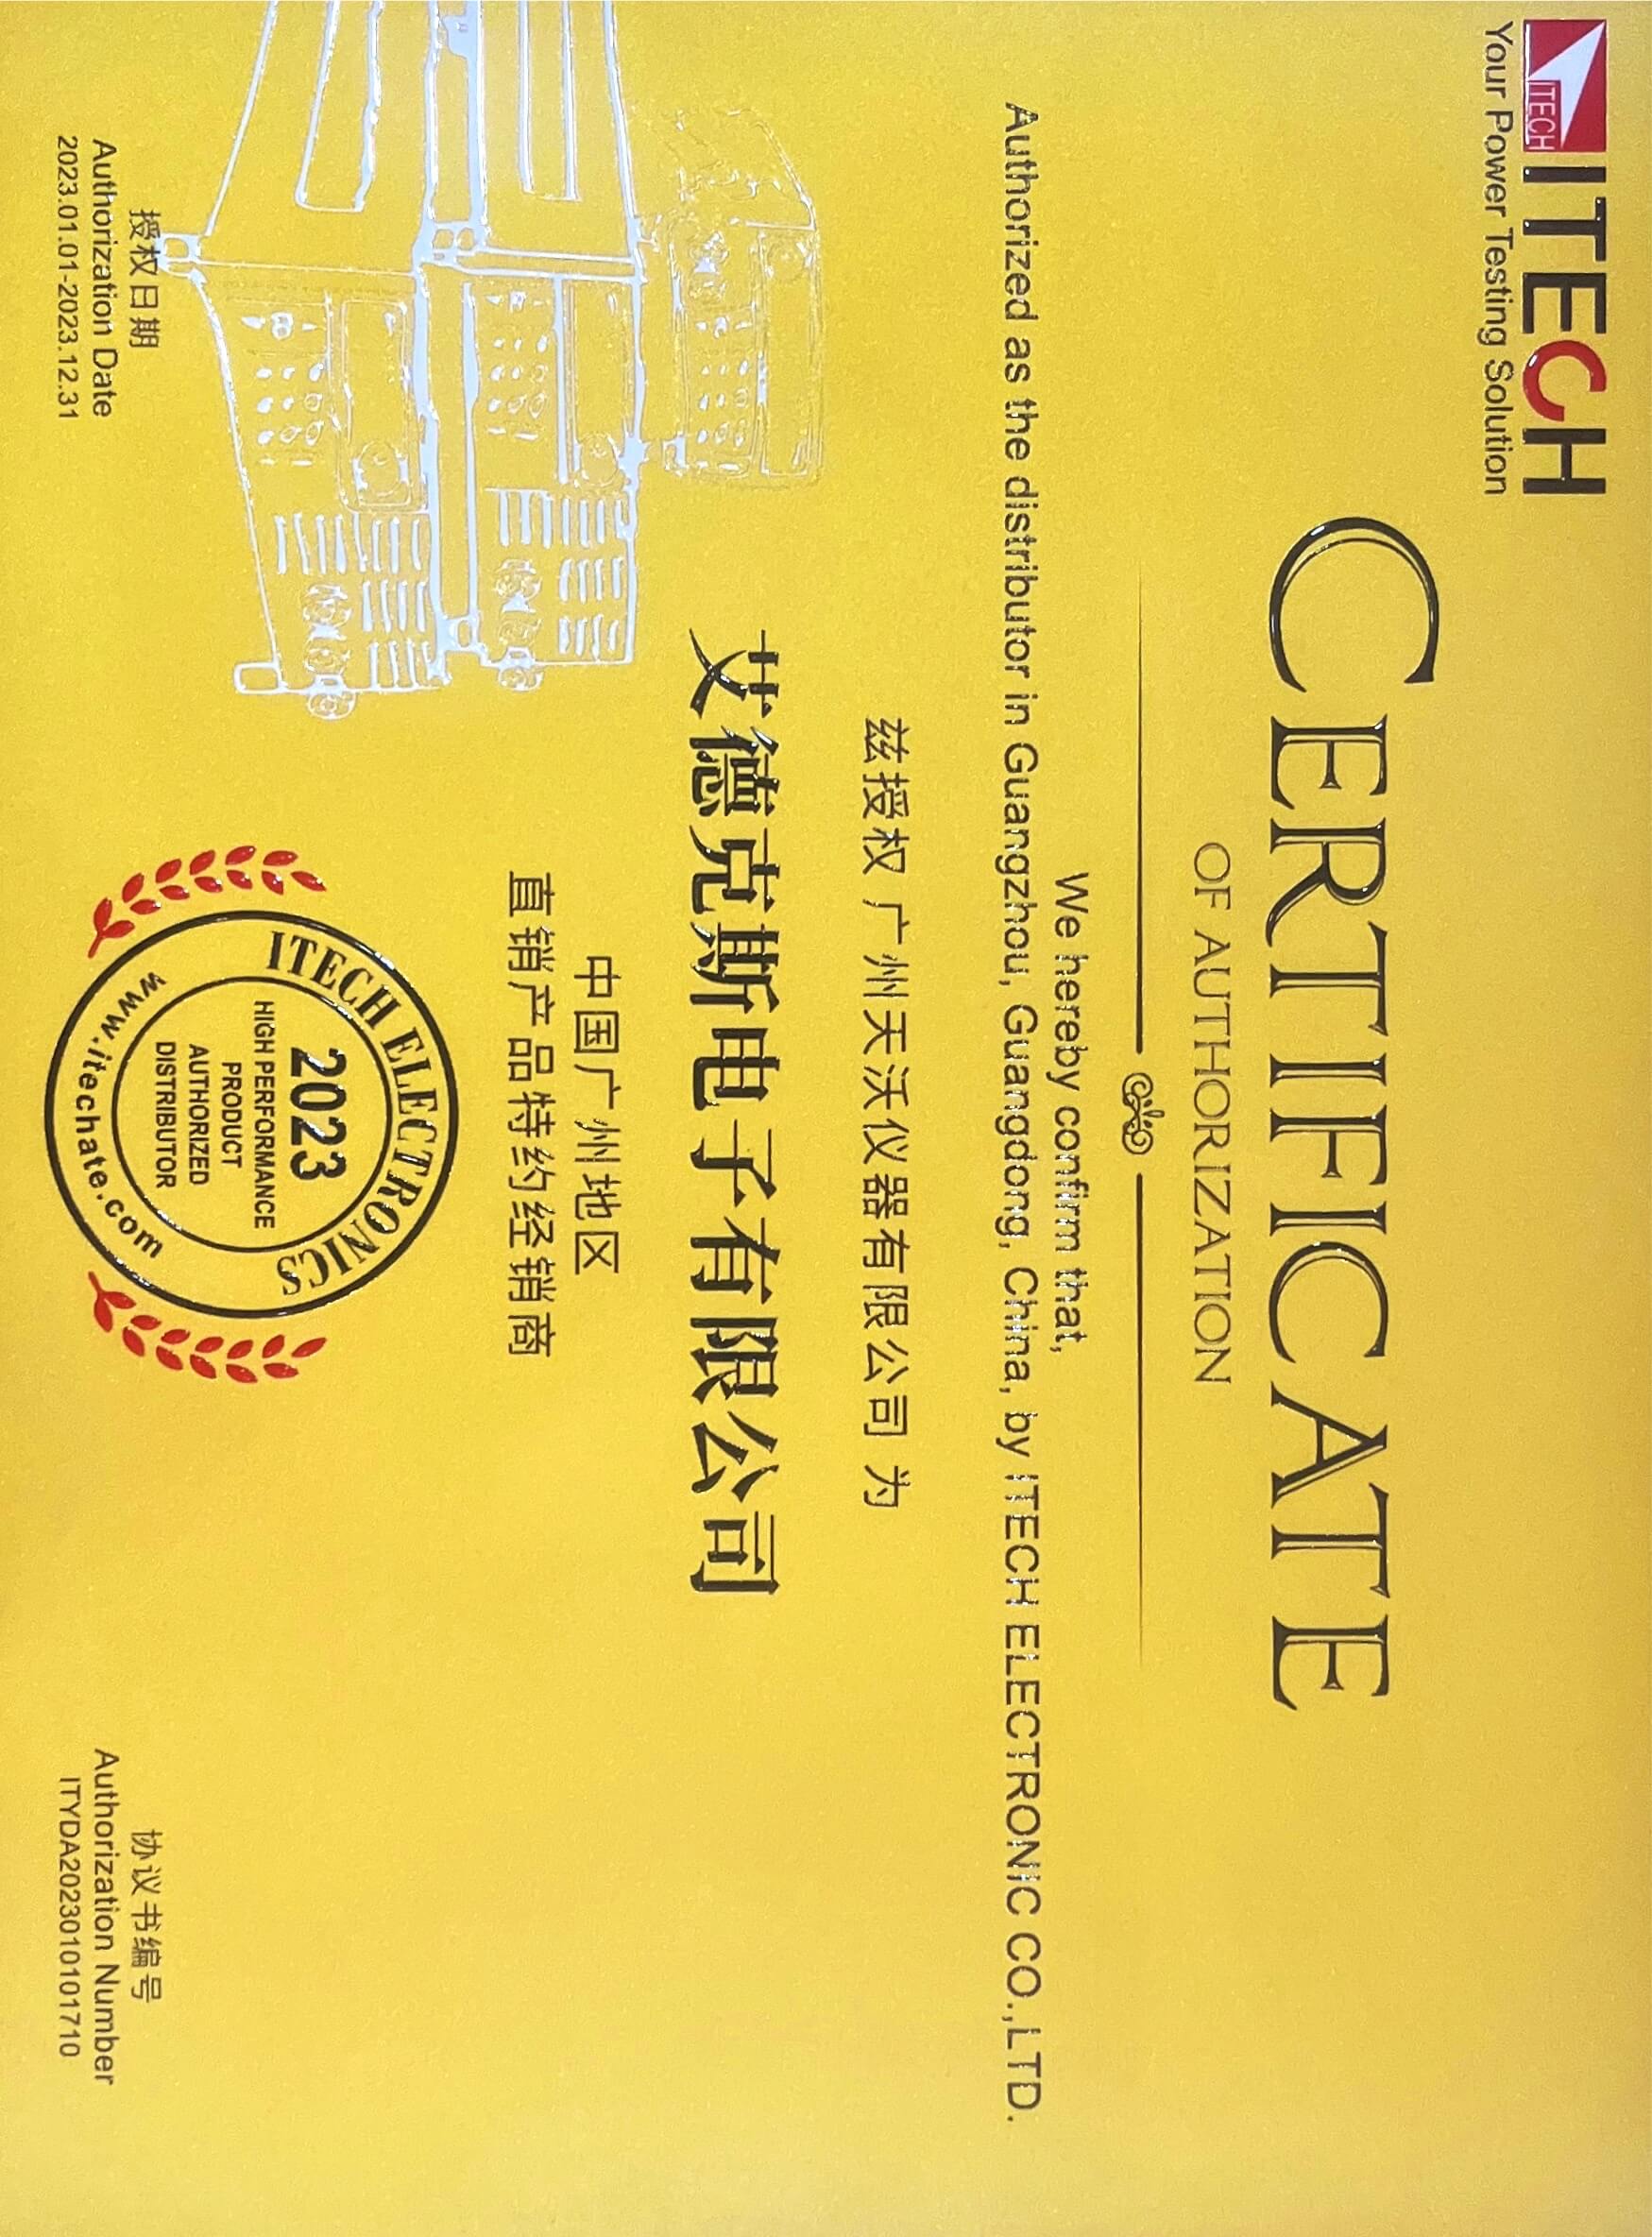 ITECH
ITECH
Your Power Testing Solution
CERTIFICATE
OF AUTHORIZATION
We hereby confirm that,
Authorized as the distributor in Guangzhou, Guangdong, China, by ITECH ELECTRONIC CO.,LTD.
兹授权 广州天沃仪器有限公司 为
艾德克斯电子有限公司
中国广州地区
直销产品特约经销商
ITECH ELECTRONICS
2023
HIGH PERFORMANCE
PRODUCT
AUTHORIZED
DISTRIBUTOR
www.itechate.com
授权日期
Authorization Date
2023.01.01-2023.12.31
协议书编号
Authorization Number
ITYDA2023010101710